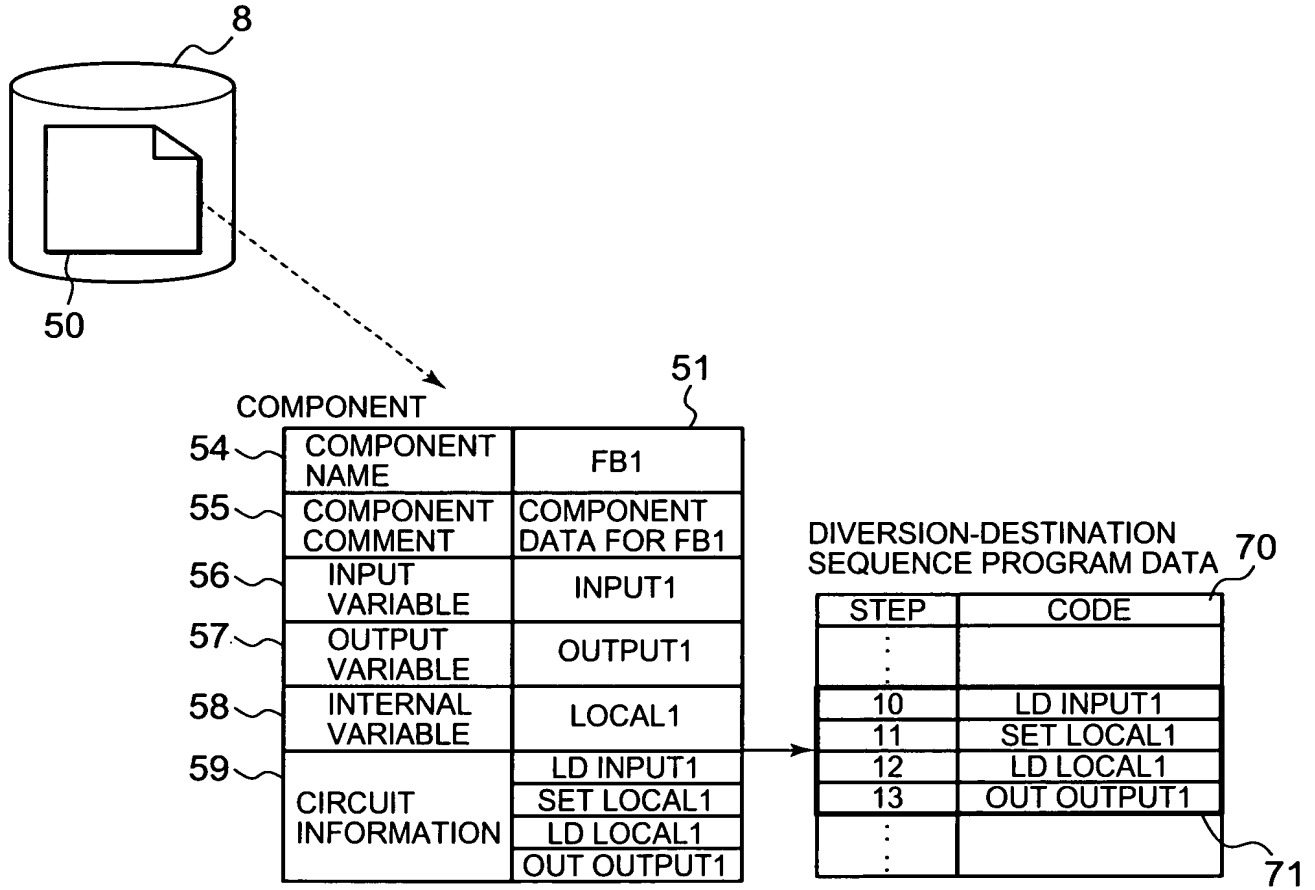 8
50
51
COMPONENT
54
COMPONENT
NAME
FB1
55
COMPONENT
COMMENT
COMPONENT
DATA FOR FB1
56
INPUT
VARIABLE
INPUT1
57
OUTPUT
VARIABLE
OUTPUT1
58
INTERNAL
VARIABLE
LOCAL1
59
CIRCUIT
INFORMATION
LD INPUT1
SET LOCAL1
LD LOCAL1
OUT OUTPUT1
DIVERSION-DESTINATION
SEQUENCE PROGRAM DATA
70
STEP CODE
10 LD INPUT1
11 SET LOCAL1
12 LD LOCAL1
13 OUT OUTPUT1
71